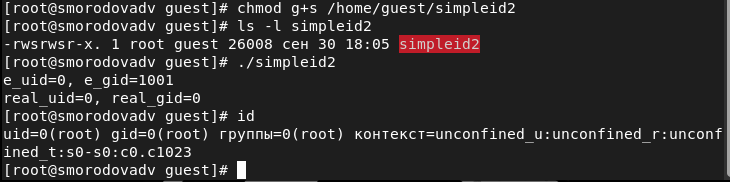 [root@smorodovadv guest]# chmod g+s /home/guest/simpleid2
[root@smorodovadv guest]# ls -l simpleid2
-rwsrwsr-x. 1 root guest 26008 сен 30 18:05 simpleid2
[root@smorodovadv guest]# ./simpleid2
e_uid=0, e_gid=1001
real_uid=0, real_gid=0
[root@smorodovadv guest]# id
uid=0(root) gid=0(root) группы=0(root) контекст=unconfined_u:unconfined_r:unconf
ined_t:s0-s0:c0.c1023
[root@smorodovadv guest]#